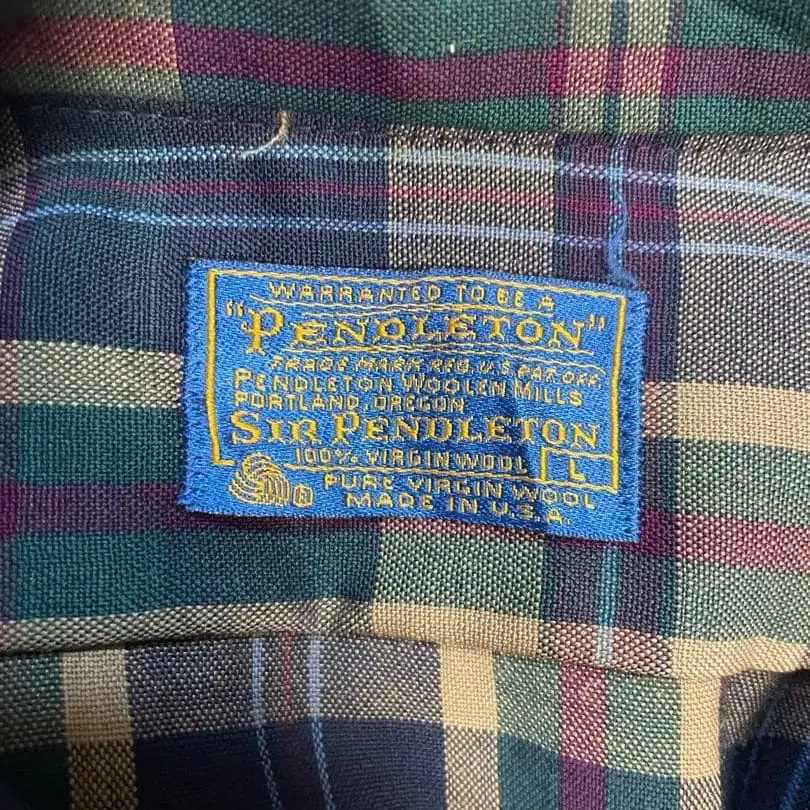 WARRANTED TO BE A
"PENDLETON"
TRADE MARK REG. U.S. PAT. OFF.
PENDLETON WOOLEN MILLS
PORTLAND, OREGON
SIR PENDLETON
100% VIRGIN WOOL L
PURE VIRGIN WOOL
®
MADE IN U.S.A.